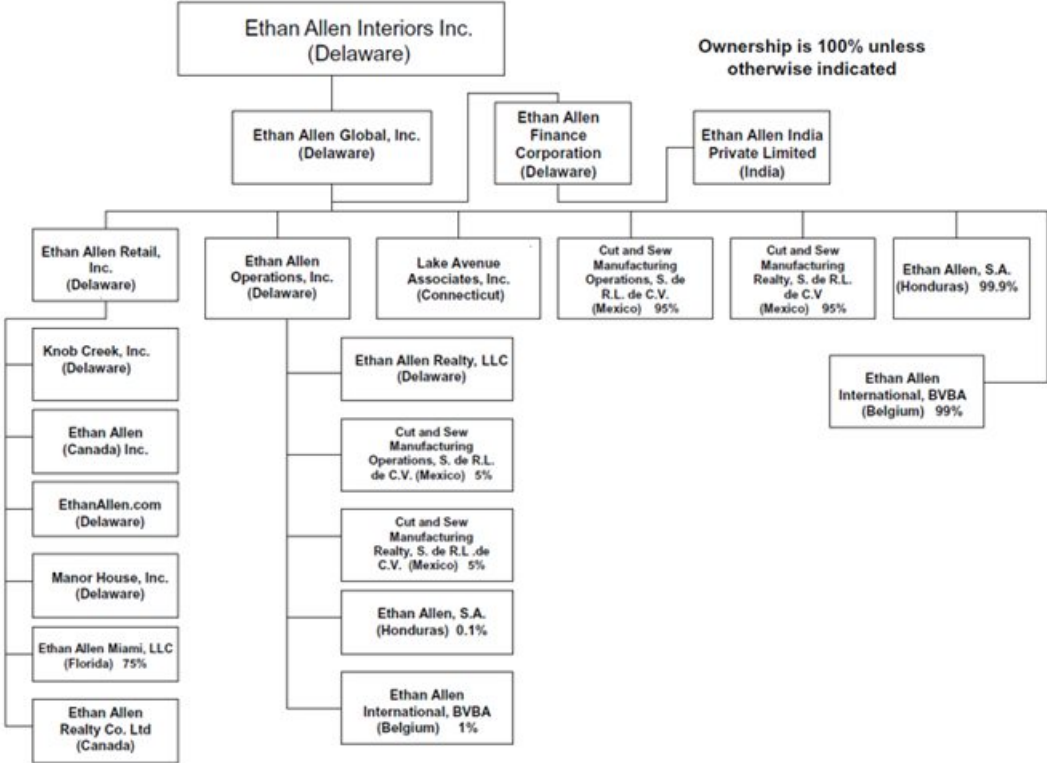 Ethan Allen Interiors Inc.
(Delaware)
Ownership is 100% unless
otherwise indicated
Ethan Allen Global, Inc.
(Delaware)
Ethan Allen
Finance
Corporation
(Delaware)
Ethan Allen India
Private Limited
(India)
Ethan Allen Retail,
Inc.
(Delaware)
Ethan Allen
Operations, Inc.
(Delaware)
Lake Avenue
Associates, Inc.
(Connecticut)
Cut and Sew
Manufacturing
Operations, S. de
R.L. de C.V.
(Mexico) 95%
Cut and Sew
Manufacturing
Realty, S. de R.L.
de C.V
(Mexico) 95%
Ethan Allen, S.A.
(Honduras) 99.9%
Ethan Allen
International, BVBA
(Belgium) 99%
Knob Creek, Inc.
(Delaware)
Ethan Allen
(Canada) Inc.
EthanAllen.com
(Delaware)
Manor House, Inc.
(Delaware)
Ethan Allen Miami, LLC
(Florida) 75%
Ethan Allen
Realty Co. Ltd
(Canada)
Ethan Allen Realty, LLC
(Delaware)
Cut and Sew
Manufacturing
Operations, S. de R.L.
de C.V. (Mexico) 5%
Cut and Sew
Manufacturing
Realty, S. de R.L .de
C.V. (Mexico) 5%
Ethan Allen, S.A.
(Honduras) 0.1%
Ethan Allen
International, BVBA
(Belgium) 1%